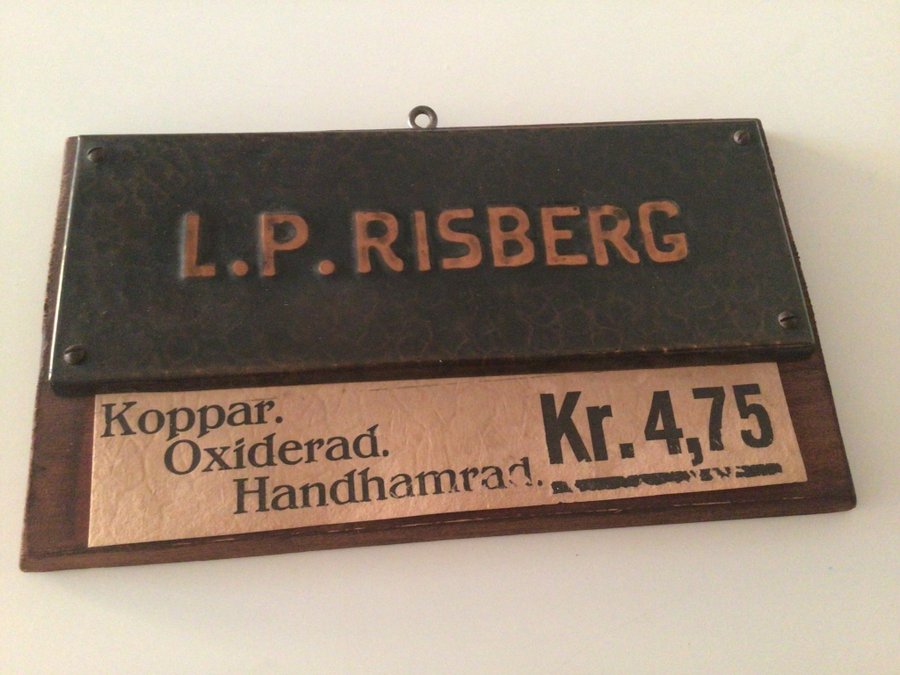 L.P. RISBERG
Koppar.
Oxiderad.
Handhamrad.
Kr. 4,75